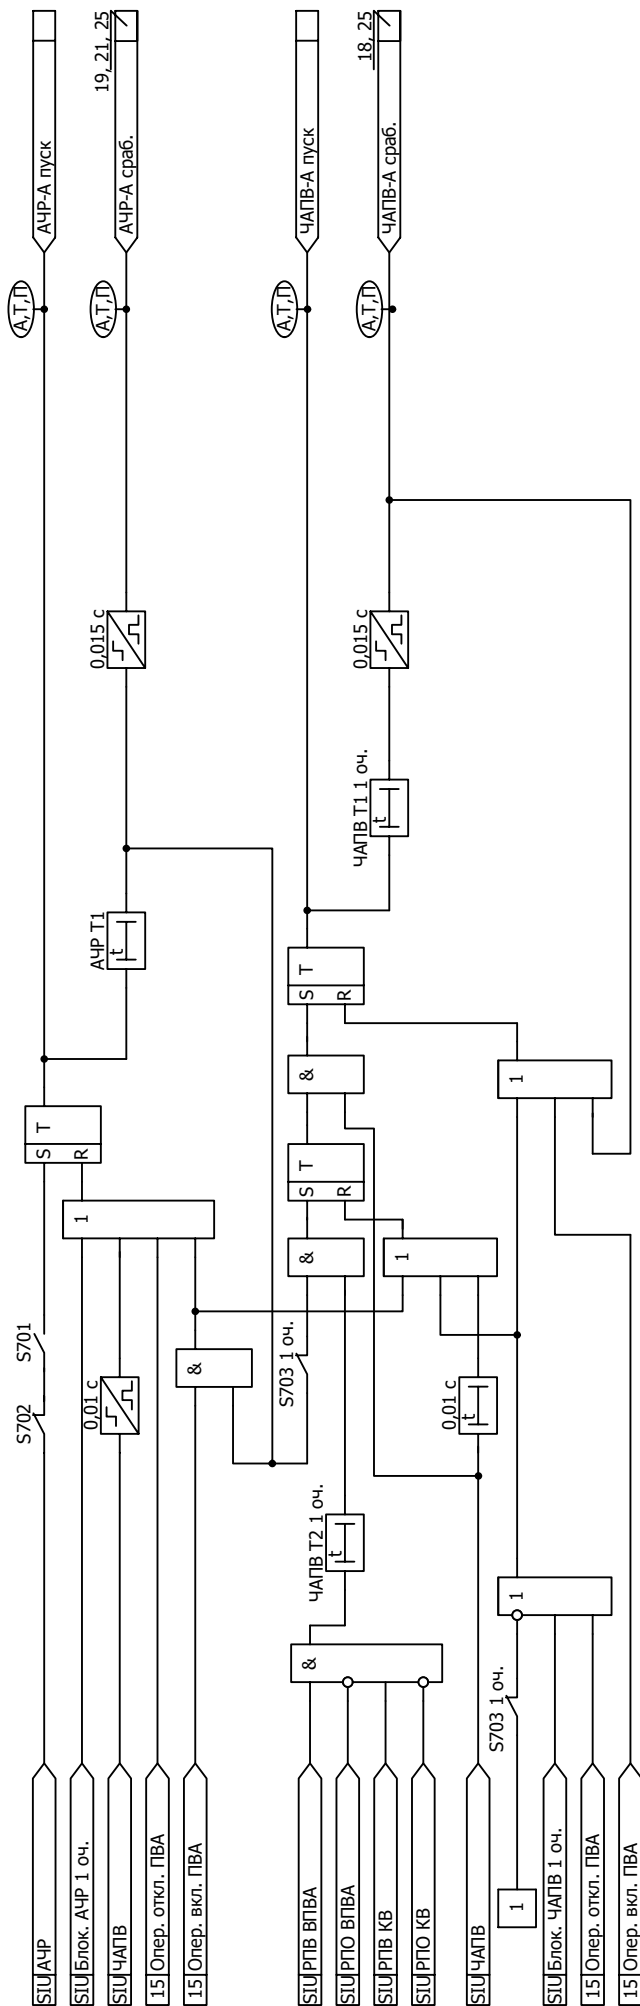 SIU АЧР
SIU Блок. АЧР 1 оч.
SIU ЧАПВ
15 Опер. откл. ПВА
15 Опер. вкл. ПВА
S702
S701
0,01 с
&
1
S T
R
АЧР Т1
t
0,015 с
А,Т,П
АЧР-А пуск
А,Т,П
АЧР-А сраб.
19, 21, 25
SIU РПВ ВПВА
SIU РПО ВПВА
SIU РПВ КВ
SIU РПО КВ
SIU ЧАПВ
&
ЧАПВ Т2 1 оч.
t
S703 1 оч.
0,01 с
t
&
1
S T
R
&
S T
R
ЧАПВ Т1 1 оч.
t
0,015 с
А,Т,П
ЧАПВ-А пуск
А,Т,П
ЧАПВ-А сраб.
18, 25
1
S703 1 оч.
SIU Блок. ЧАПВ 1 оч.
15 Опер. откл. ПВА
15 Опер. вкл. ПВА
1
1